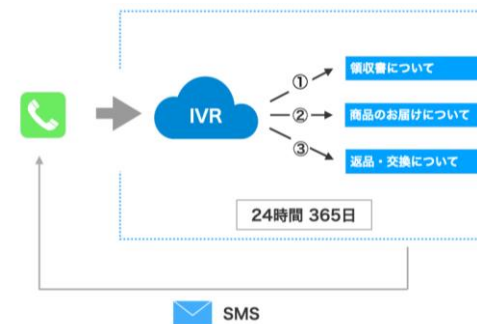 ① 領収書について
IVR
② 商品のお届けについて
③ 返品・交換について
24時間 365日
SMS